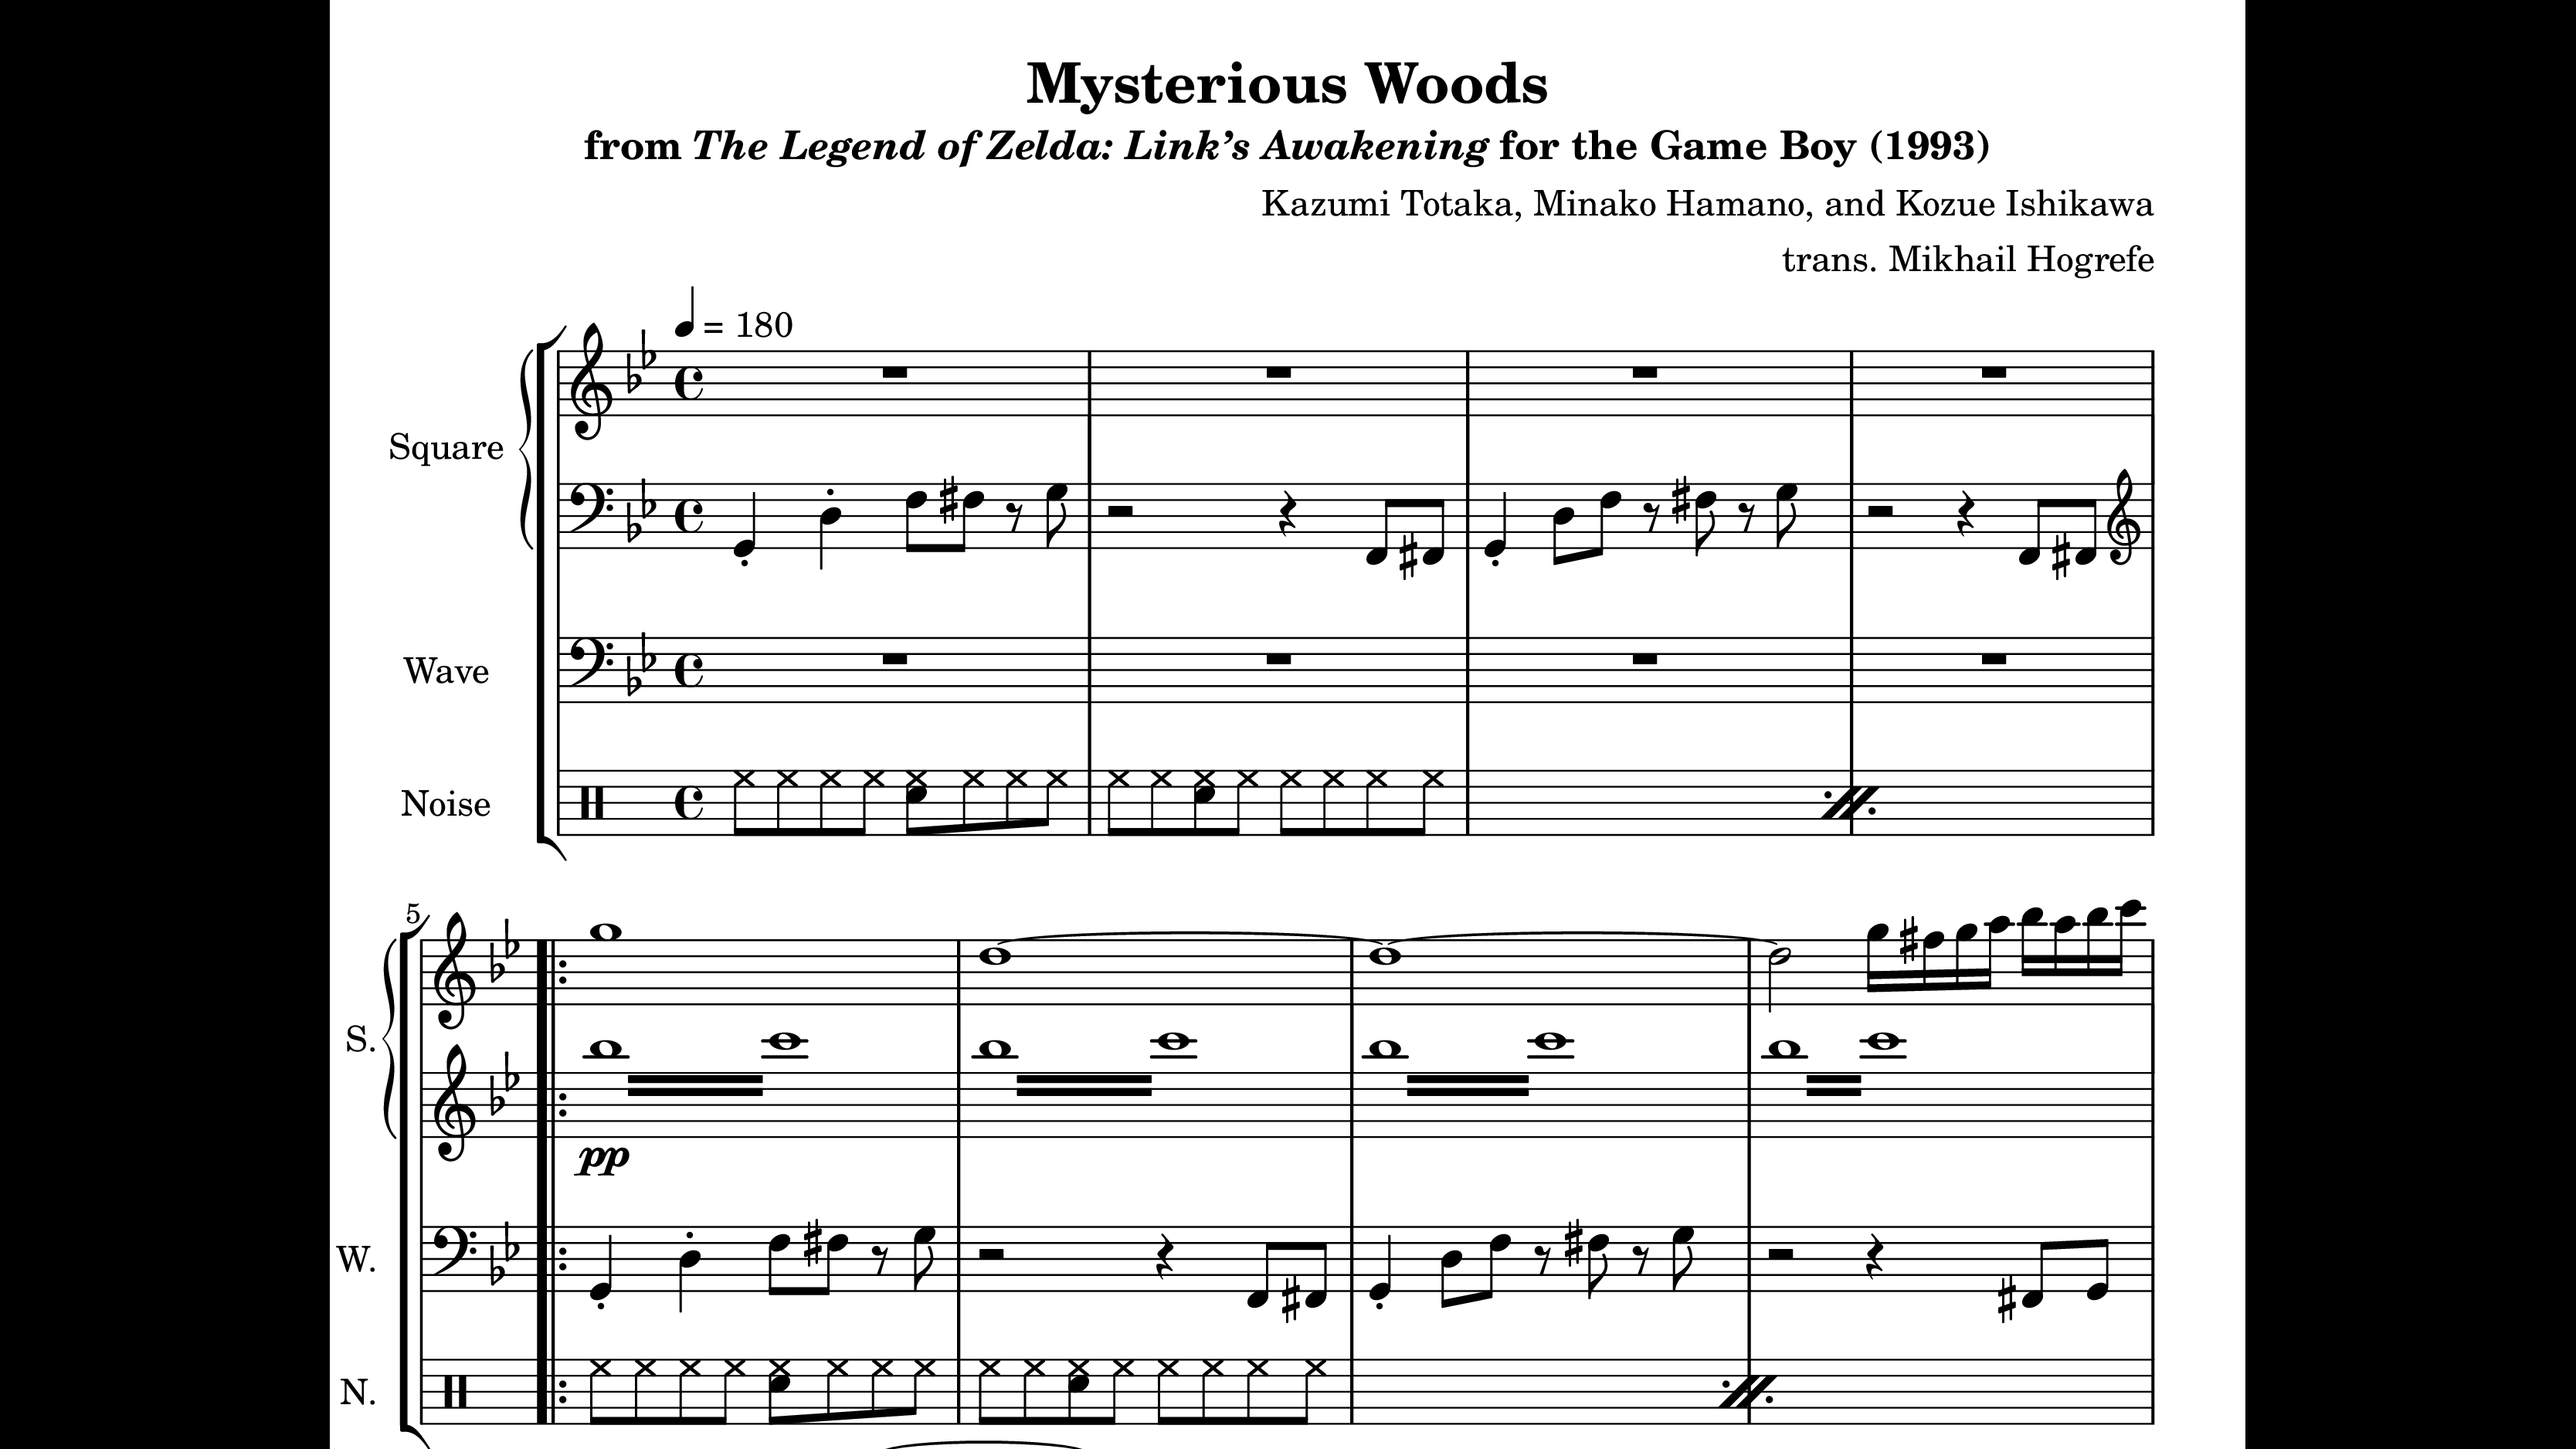 Mysterious Woods
from The Legend of Zelda: Link’s Awakening for the Game Boy (1993)
Kazumi Totaka, Minako Hamano, and Kozue Ishikawa
trans. Mikhail Hogrefe
= 180
Square
Wave
Noise
5
S.
pp
W.
N.